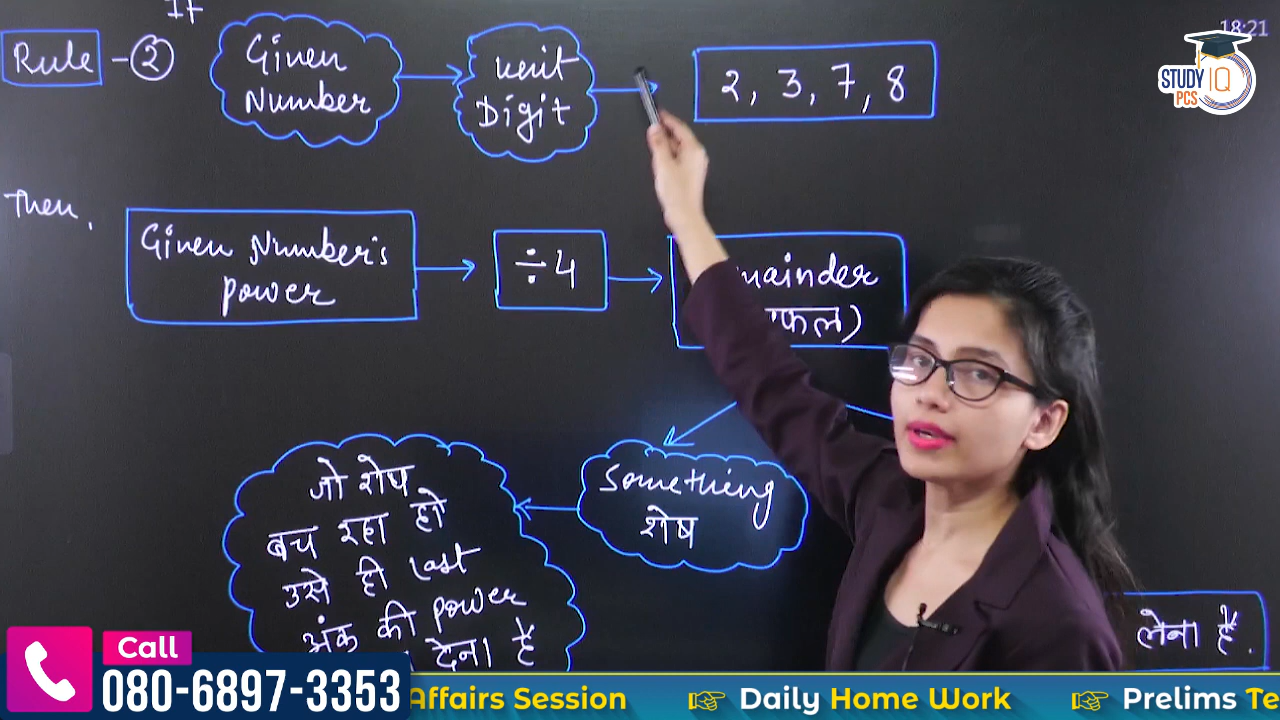 If
18:21
Rule - 2
Given
Number
unit
Digit
2, 3, 7, 8
STUDY IQ
PCS
Then,
Given Number's
power
÷ 4
mainder
फल)
Something
शेष
जो शेष
बच रहा हो
उसे ही last
अंक की power
देना है
लेना है.
Call
080-6897-3353
Affairs Session
Daily Home Work
Prelims Te